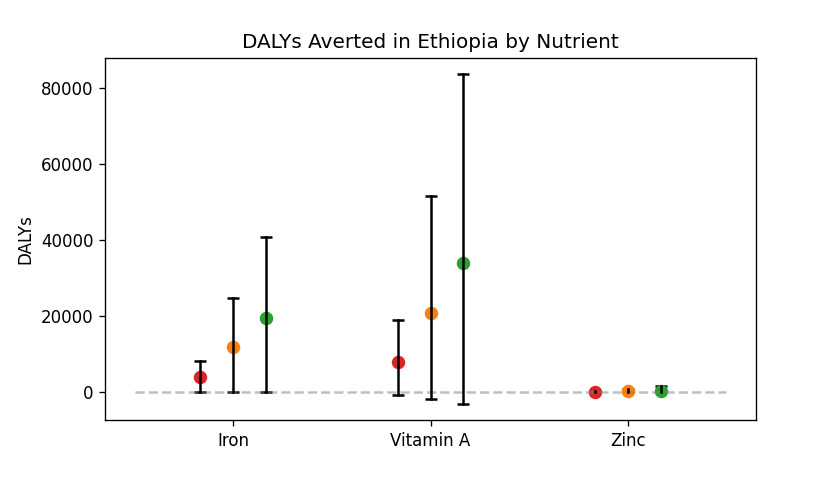 DALYs Averted in Ethiopia by Nutrient
80000
60000
40000
20000
0
DALYs
Iron
Vitamin A
Zinc